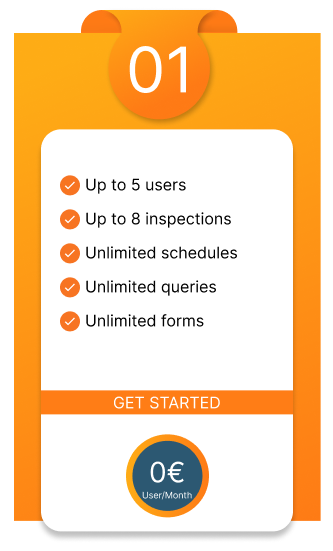 01
Up to 5 users
Up to 8 inspections
Unlimited schedules
Unlimited queries
Unlimited forms
GET STARTED
0€
User/Month